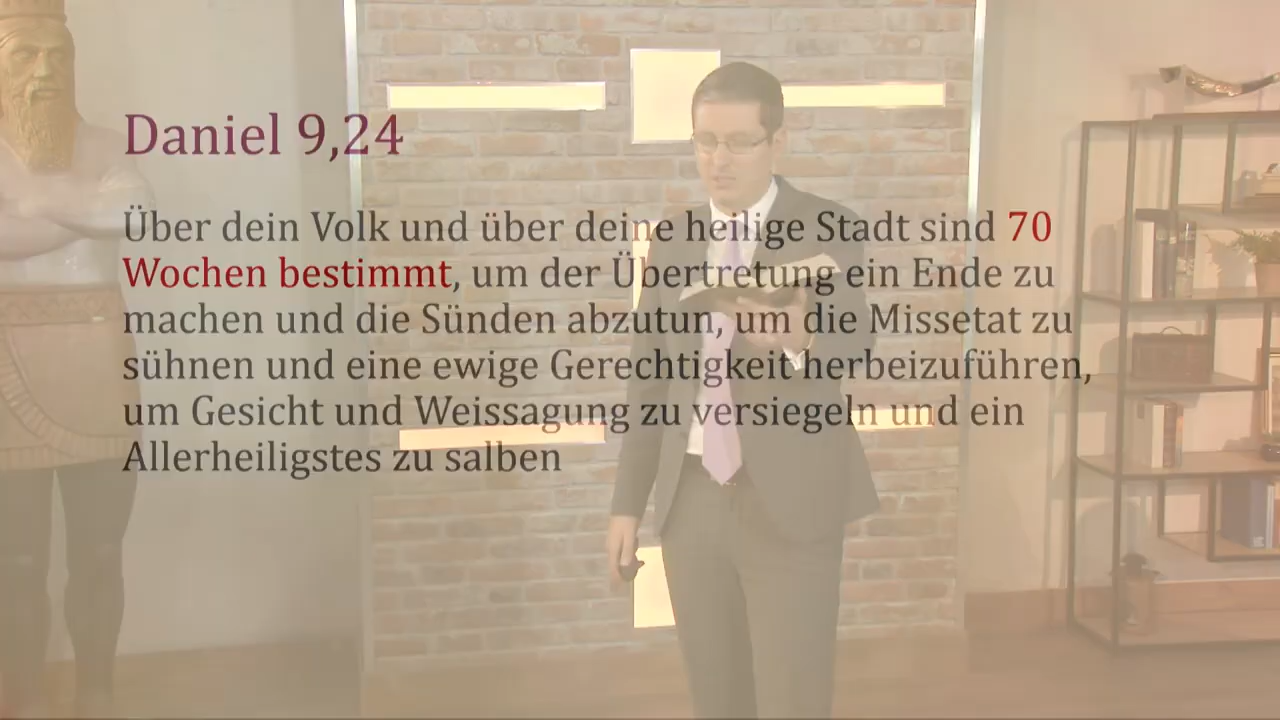 Daniel 9,24
Über dein Volk und über deine heilige Stadt sind 70
Wochen bestimmt, um der Übertretung ein Ende zu
machen und die Sünden abzutun, um die Missetat zu
sühnen und eine ewige Gerechtigkeit herbeizuführen,
um Gesicht und Weissagung zu versiegeln und ein
Allerheiligstes zu salben